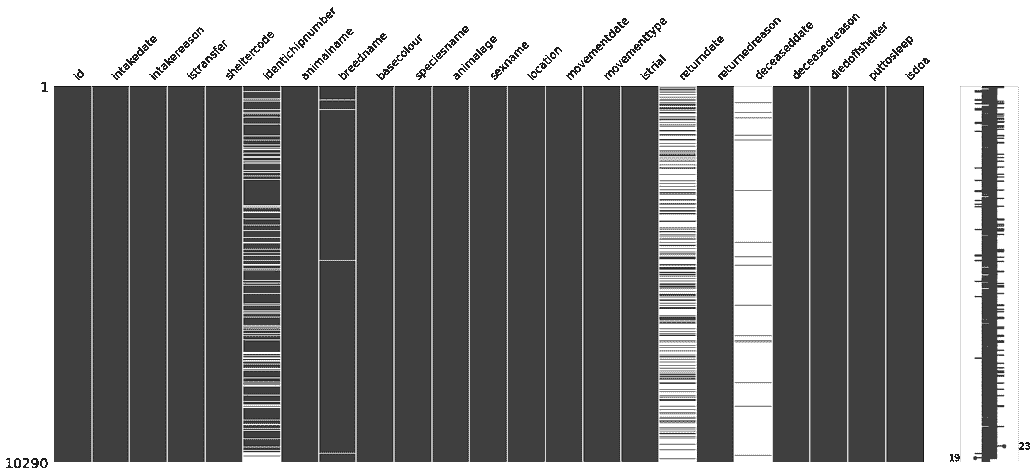 id
intakedate
intakereason
istransfer
sheltercode
identichipnumber
animalname
breedname
basecolour
speciesname
animalage
sexname
location
movementdate
movementtype
istrial
returndate
returnedreason
deceaseddate
deceasedreason
diedoffshelter
puttosleep
isdoa
1
10290
19
23